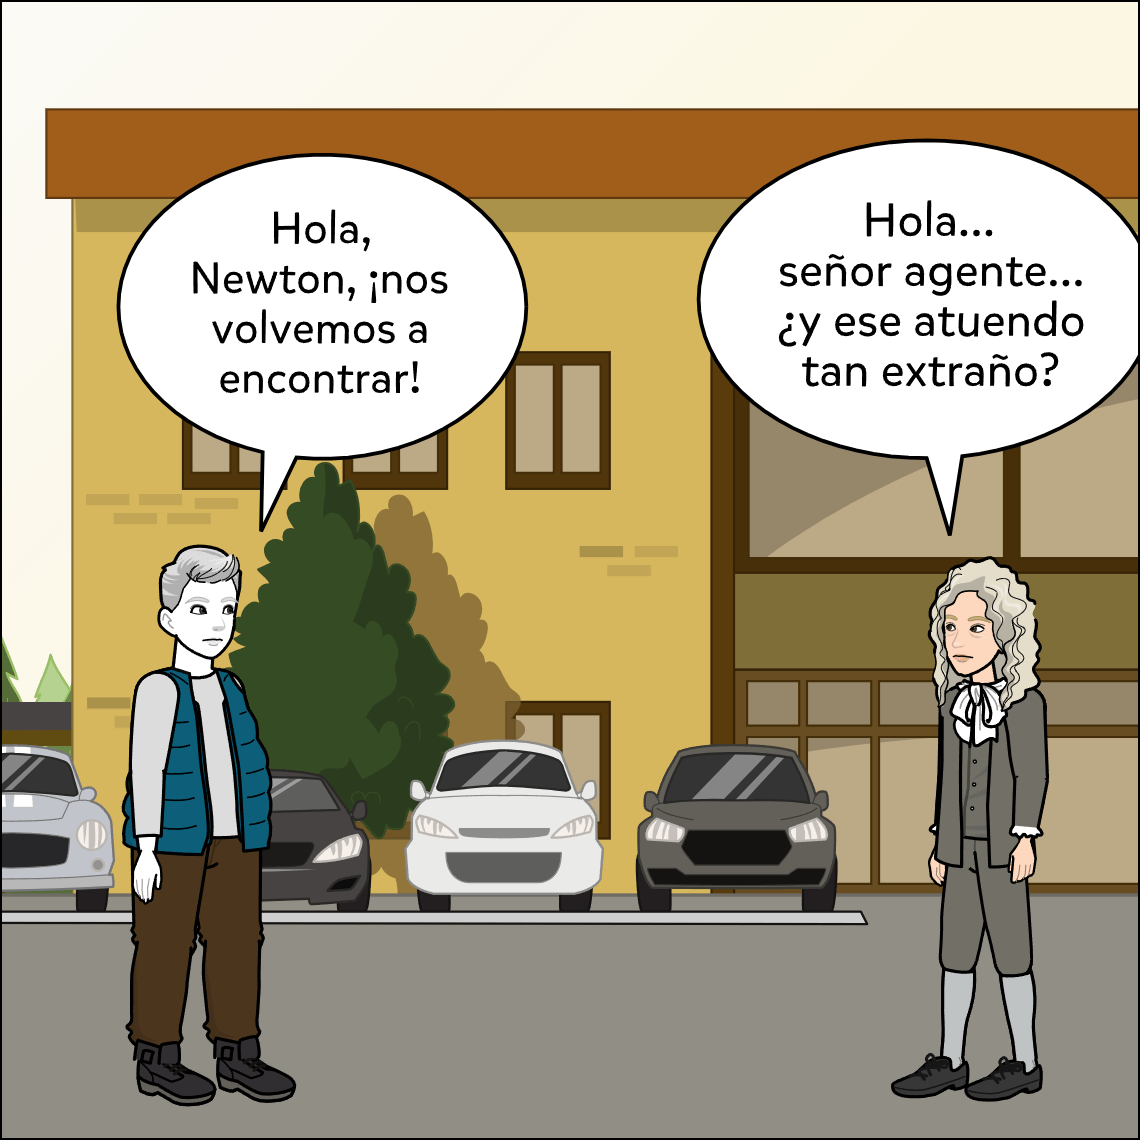 Hola,
Newton, ¡nos
volvemos a
encontrar!
Hola...
señor agente...
¿y ese atuendo
tan extraño?